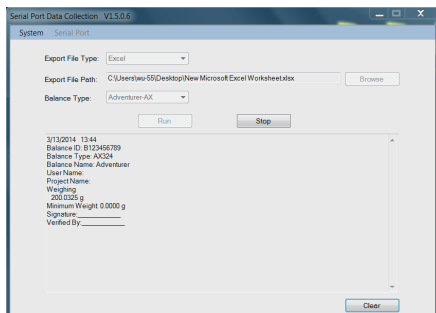 Serial Port Data Collection V1.5.0.6
System Serial Port
Export File Type: Excel
Export File Path: C:\Users\wu-55\Desktop\New Microsoft Excel Worksheet.xlsx
Browse
Balance Type: Adventurer-AX
Run Stop
3/13/2014 13:44
Balance ID: B123456789
Balance Type: AX324
Balance Name: Adventurer
User Name:
Project Name:
Weighing
200.0325 g
Minimum Weight 0.0000 g
Signature:___________
Verified By:___________
Clear